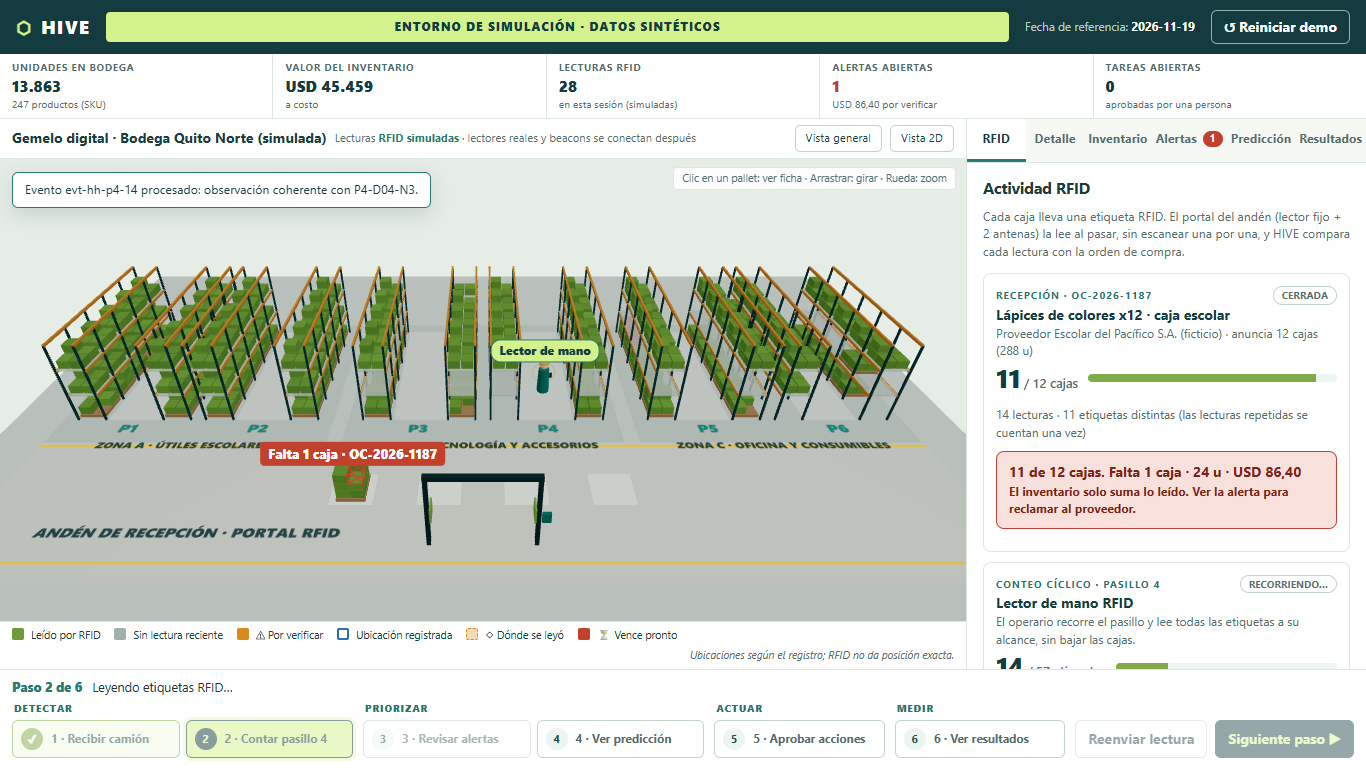 HIVE
ENTORNO DE SIMULACIÓN · DATOS SINTÉTICOS
Fecha de referencia: 2026-11-19
↺ Reiniciar demo
UNIDADES EN BODEGA
13.863
247 productos (SKU)
VALOR DEL INVENTARIO
USD 45.459
a costo
LECTURAS RFID
28
en esta sesión (simuladas)
ALERTAS ABIERTAS
1
USD 86,40 por verificar
TAREAS ABIERTAS
0
aprobadas por una persona
Gemelo digital · Bodega Quito Norte (simulada)
Lecturas RFID simuladas · lectores reales y beacons se conectan después
Vista general
Vista 2D
Evento evt-hh-p4-14 procesado: observación coherente con P4-D04-N3.
Clic en un pallet: ver ficha · Arrastrar: girar · Rueda: zoom
Lector de mano
P1
P2
P3
P4
P5
P6
ZONA A · ÚTILES ESCOLARE
CNOLOGÍA Y ACCESORIOS
ZONA C · OFICINA Y CONSUMIBLES
Falta 1 caja · OC-2026-1187
ANDÉN DE RECEPCIÓN · PORTAL RFID
Leído por RFID
Sin lectura reciente
⚠ Por verificar
Ubicación registrada
◇ Dónde se leyó
⌛ Vence pronto
Ubicaciones según el registro; RFID no da posición exacta.
RFID
Detalle
Inventario
Alertas 1
Predicción
Resultados
Actividad RFID
Cada caja lleva una etiqueta RFID. El portal del andén (lector fijo +
2 antenas) la lee al pasar, sin escanear una por una, y HIVE compara
cada lectura con la orden de compra.
RECEPCIÓN · OC-2026-1187
CERRADA
Lápices de colores x12 · caja escolar
Proveedor Escolar del Pacífico S.A. (ficticio) · anuncia 12 cajas
(288 u)
11 / 12 cajas
14 lecturas · 11 etiquetas distintas (las lecturas repetidas se
cuentan una vez)
11 de 12 cajas. Falta 1 caja · 24 u · USD 86,40
El inventario solo suma lo leído. Ver la alerta para
reclamar al proveedor.
CONTEO CÍCLICO · PASILLO 4
RECORRIENDO...
Lector de mano RFID
El operario recorre el pasillo y lee todas las etiquetas a su
alcance, sin bajar las cajas.
14
Paso 2 de 6
Leyendo etiquetas RFID...
DETECTAR
✓ 1 · Recibir camión
2 2 · Contar pasillo 4
PRIORIZAR
3 3 · Revisar alertas
4 4 · Ver predicción
ACTUAR
5 5 · Aprobar acciones
MEDIR
6 6 · Ver resultados
Reenviar lectura
Siguiente paso ▶